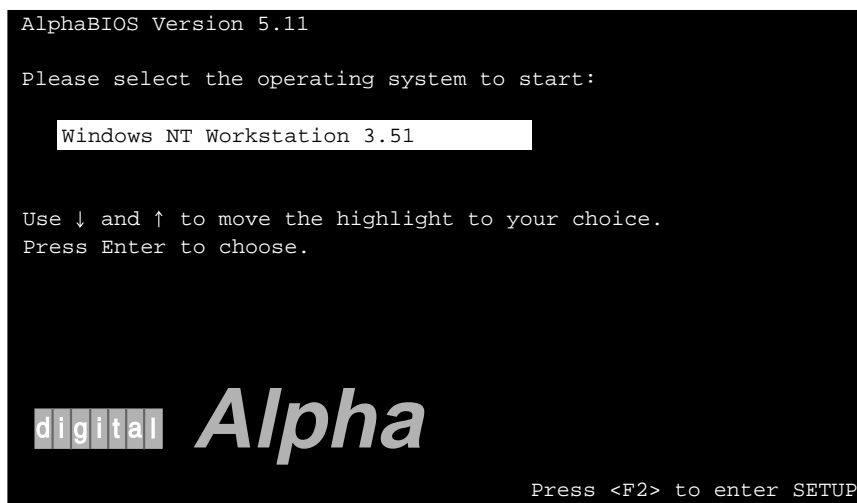 AlphaBIOS Version 5.11
Please select the operating system to start:
Windows NT Workstation 3.51
Use ↓ and ↑ to move the highlight to your choice.
Press Enter to choose.
digital Alpha
Press <F2> to enter SETUP